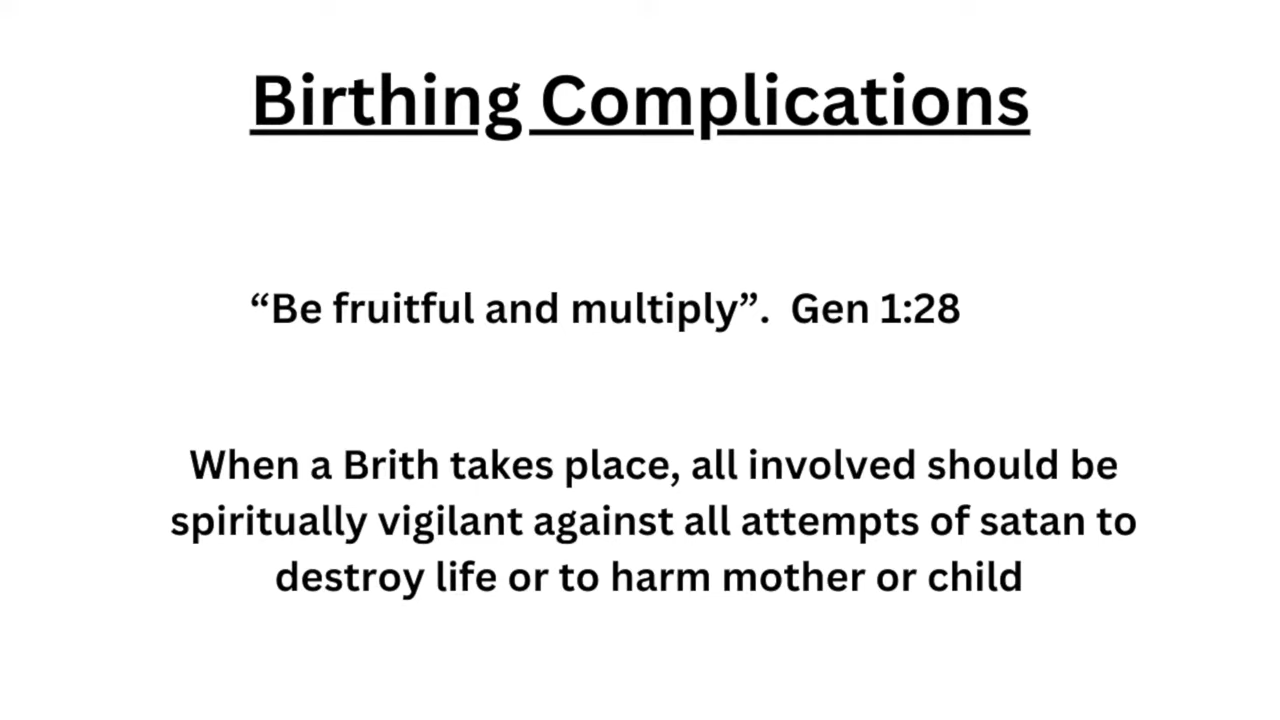 Birthing Complications
“Be fruitful and multiply”.  Gen 1:28
When a Brith takes place, all involved should be
spiritually vigilant against all attempts of satan to
destroy life or to harm mother or child